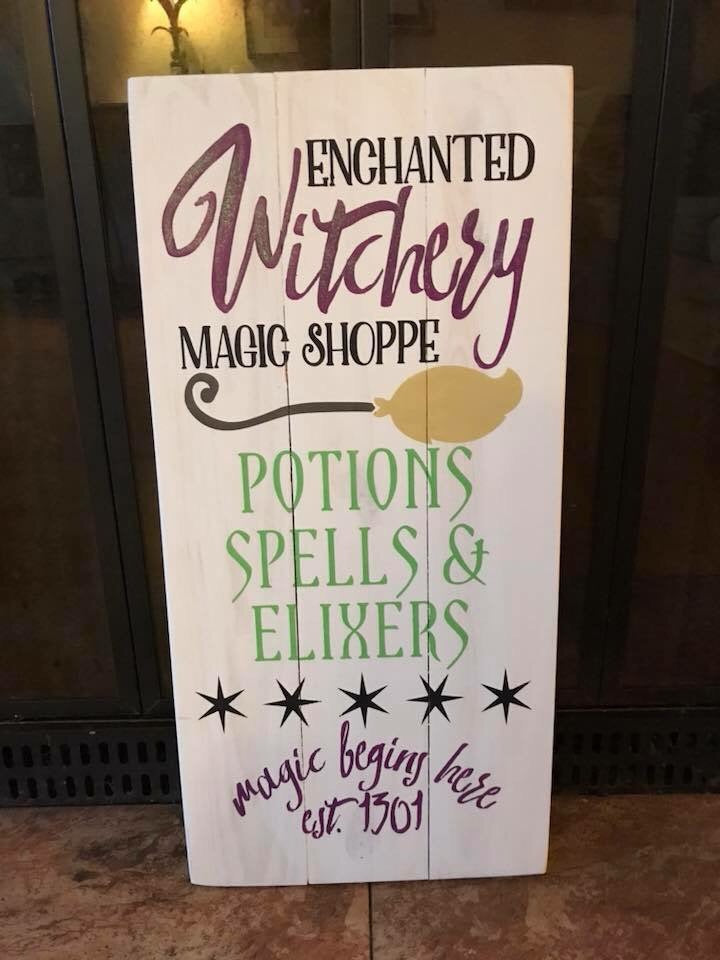 ENCHANTED
Witchery
MAGIC SHOPPE
POTIONS
SPELLS &
ELIXERS
magic begins here
est. 1301